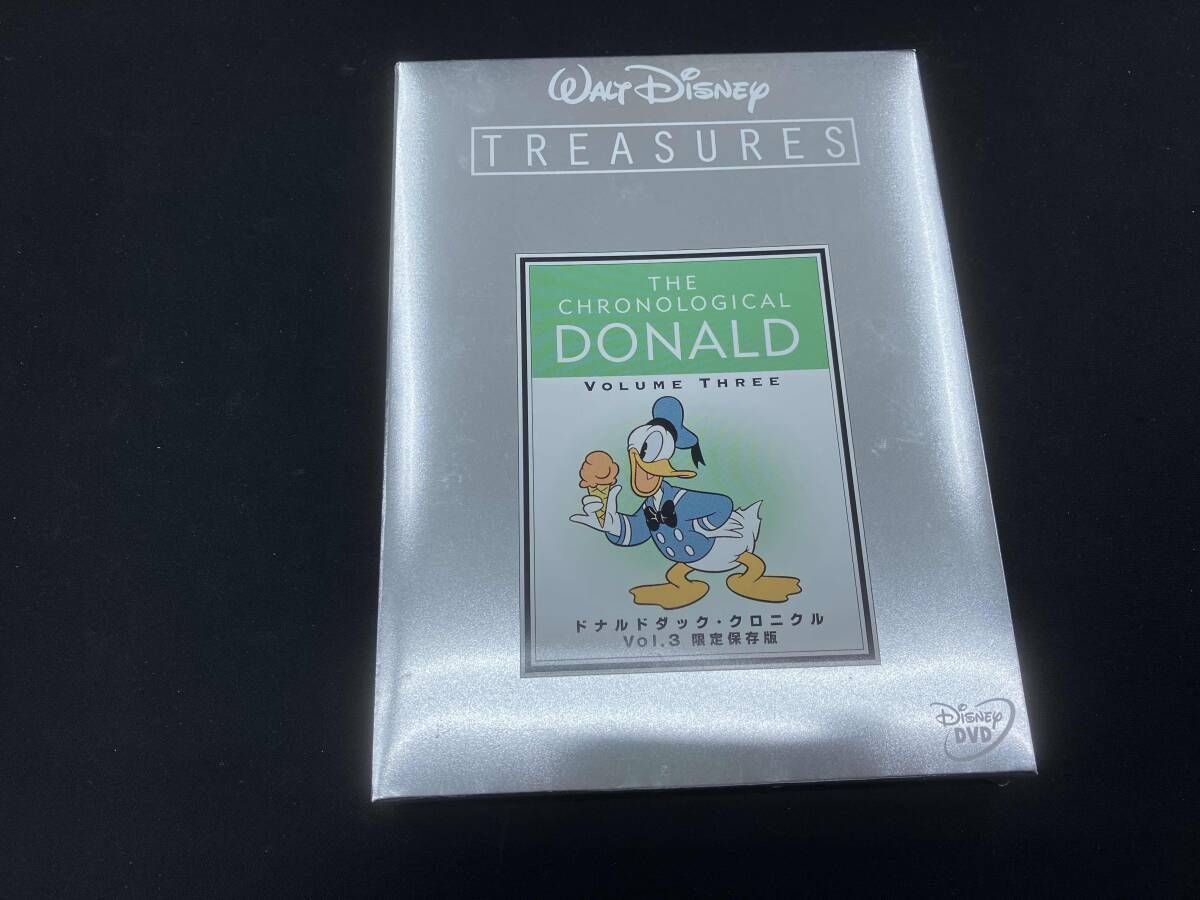 WALT DISNEY
TREASURES
THE
CHRONOLOGICAL
DONALD
VOLUME THREE
ドナルドダック・クロニクル
Vol.3 限定保存版
DISNEY
DVD